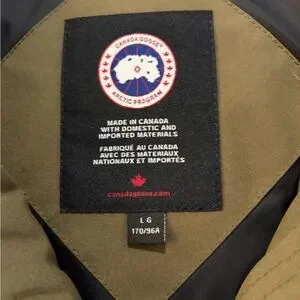 CANADA GOOSE
ARCTIC PROGRAM
MADE IN CANADA
WITH DOMESTIC AND
IMPORTED MATERIALS
FABRIQUÉ AU CANADA
AVEC DES MATERIAUX
NATIONAUX ET IMPORTÉS
canadagoose.com
L G
170/96A